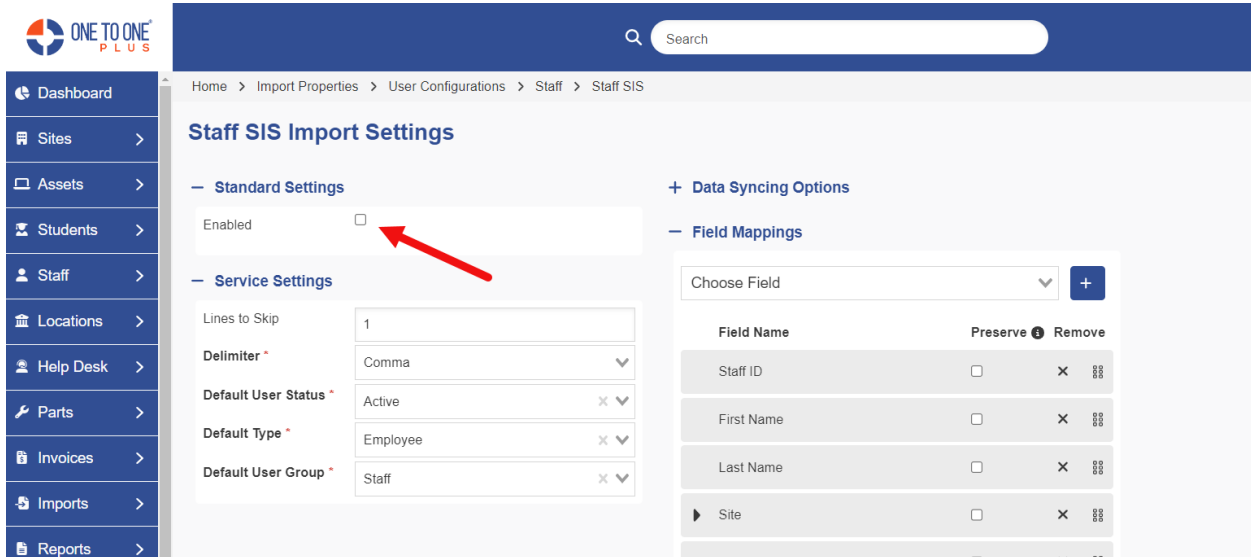 ONE TO ONE®
PLUS
Search
Dashboard
Sites
Assets
Students
Staff
Locations
Help Desk
Parts
Invoices
Imports
Reports
Home > Import Properties > User Configurations > Staff > Staff SIS
Staff SIS Import Settings
Standard Settings
Enabled
Service Settings
Lines to Skip 1
Delimiter * Comma
Default User Status * Active
Default Type * Employee
Default User Group * Staff
Data Syncing Options
Field Mappings
Choose Field
Field Name Preserve Remove
Staff ID
First Name
Last Name
Site